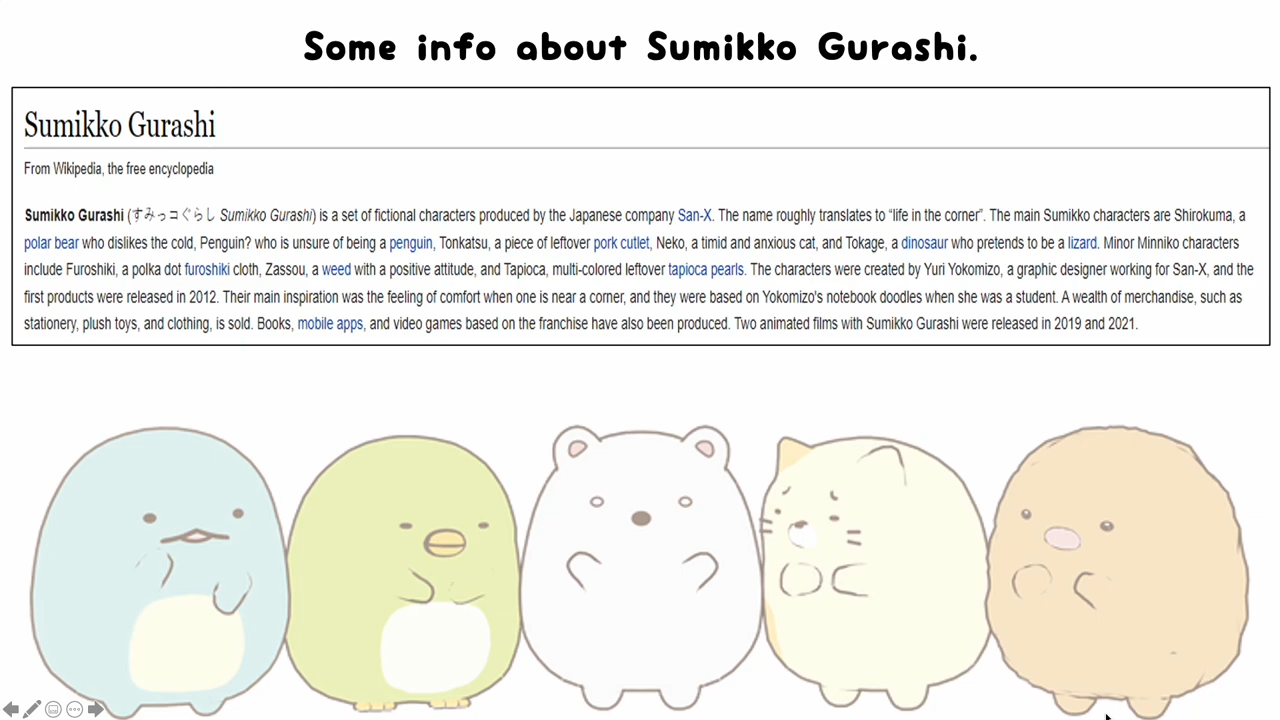 Some info about Sumikko Gurashi.
Sumikko Gurashi
From Wikipedia, the free encyclopedia
Sumikko Gurashi (すみっコぐらし Sumikko Gurashi) is a set of fictional characters produced by the Japanese company San-X. The name roughly translates to “life in the corner”. The main Sumikko characters are Shirokuma, a
polar bear who dislikes the cold, Penguin? who is unsure of being a penguin, Tonkatsu, a piece of leftover pork cutlet, Neko, a timid and anxious cat, and Tokage, a dinosaur who pretends to be a lizard. Minor Minniko characters
include Furoshiki, a polka dot furoshiki cloth, Zassou, a weed with a positive attitude, and Tapioca, multi-colored leftover tapioca pearls. The characters were created by Yuri Yokomizo, a graphic designer working for San-X, and the
first products were released in 2012. Their main inspiration was the feeling of comfort when one is near a corner, and they were based on Yokomizo's notebook doodles when she was a student. A wealth of merchandise, such as
stationery, plush toys, and clothing, is sold. Books, mobile apps, and video games based on the franchise have also been produced. Two animated films with Sumikko Gurashi were released in 2019 and 2021.